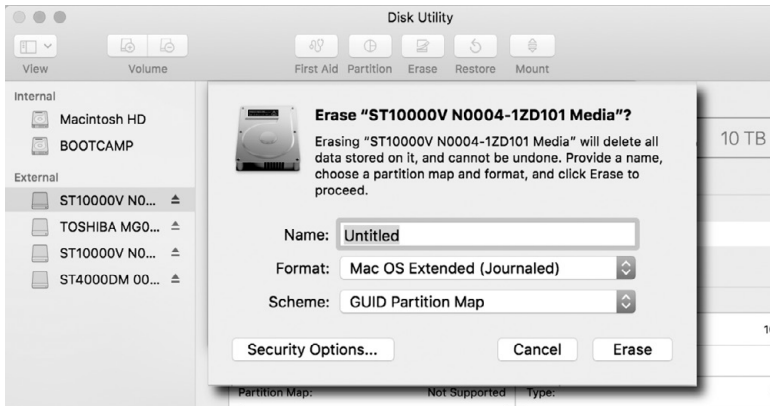 Disk Utility
View
Volume
First Aid
Partition
Erase
Restore
Mount
Internal
Macintosh HD
BOOTCAMP
External
ST10000V N0...
TOSHIBA MG0...
ST10000V N0...
ST4000DM 00...
Erase “ST10000V N0004-1ZD101 Media”?
Erasing “ST10000V N0004-1ZD101 Media” will delete all
data stored on it, and cannot be undone. Provide a name,
choose a partition map and format, and click Erase to
proceed.
Name: Untitled
Format: Mac OS Extended (Journaled)
Scheme: GUID Partition Map
Security Options...
Cancel
Erase
10 TB
Partition Map:
Not Supported
Type: